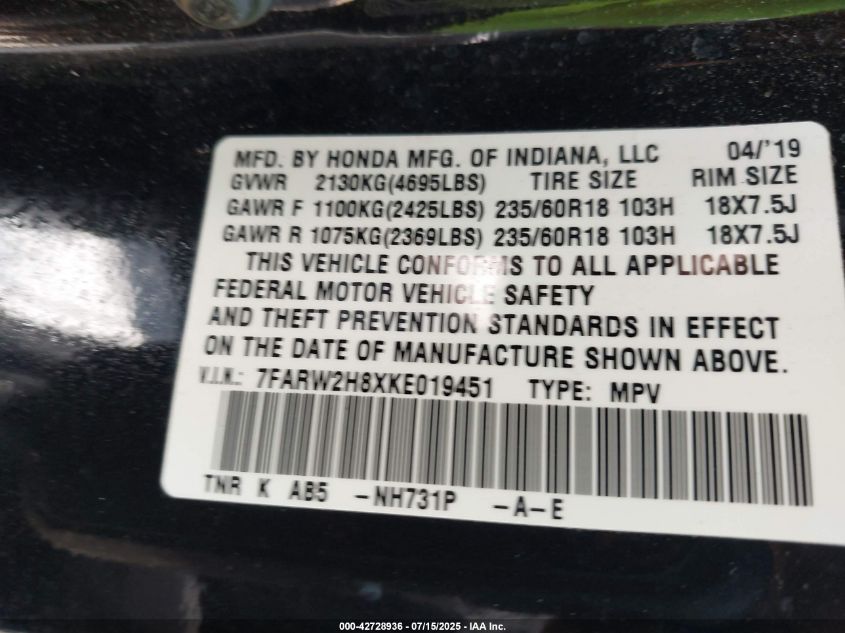 MFD. BY HONDA MFG. OF INDIANA, LLC 04/'19
GVWR 2130KG(4695LBS) TIRE SIZE RIM SIZE
GAWR F 1100KG(2425LBS) 235/60R18 103H 18X7.5J
GAWR R 1075KG(2369LBS) 235/60R18 103H 18X7.5J
THIS VEHICLE CONFORMS TO ALL APPLICABLE
FEDERAL MOTOR VEHICLE SAFETY
AND THEFT PREVENTION STANDARDS IN EFFECT
ON THE DATE OF MANUFACTURE SHOWN ABOVE.
V.I.N.: 7FARW2H8XKE019451 TYPE: MPV
TNR K AB5 -NH731P -A-E
000-42728936 - 07/15/2025 - IAA Inc.